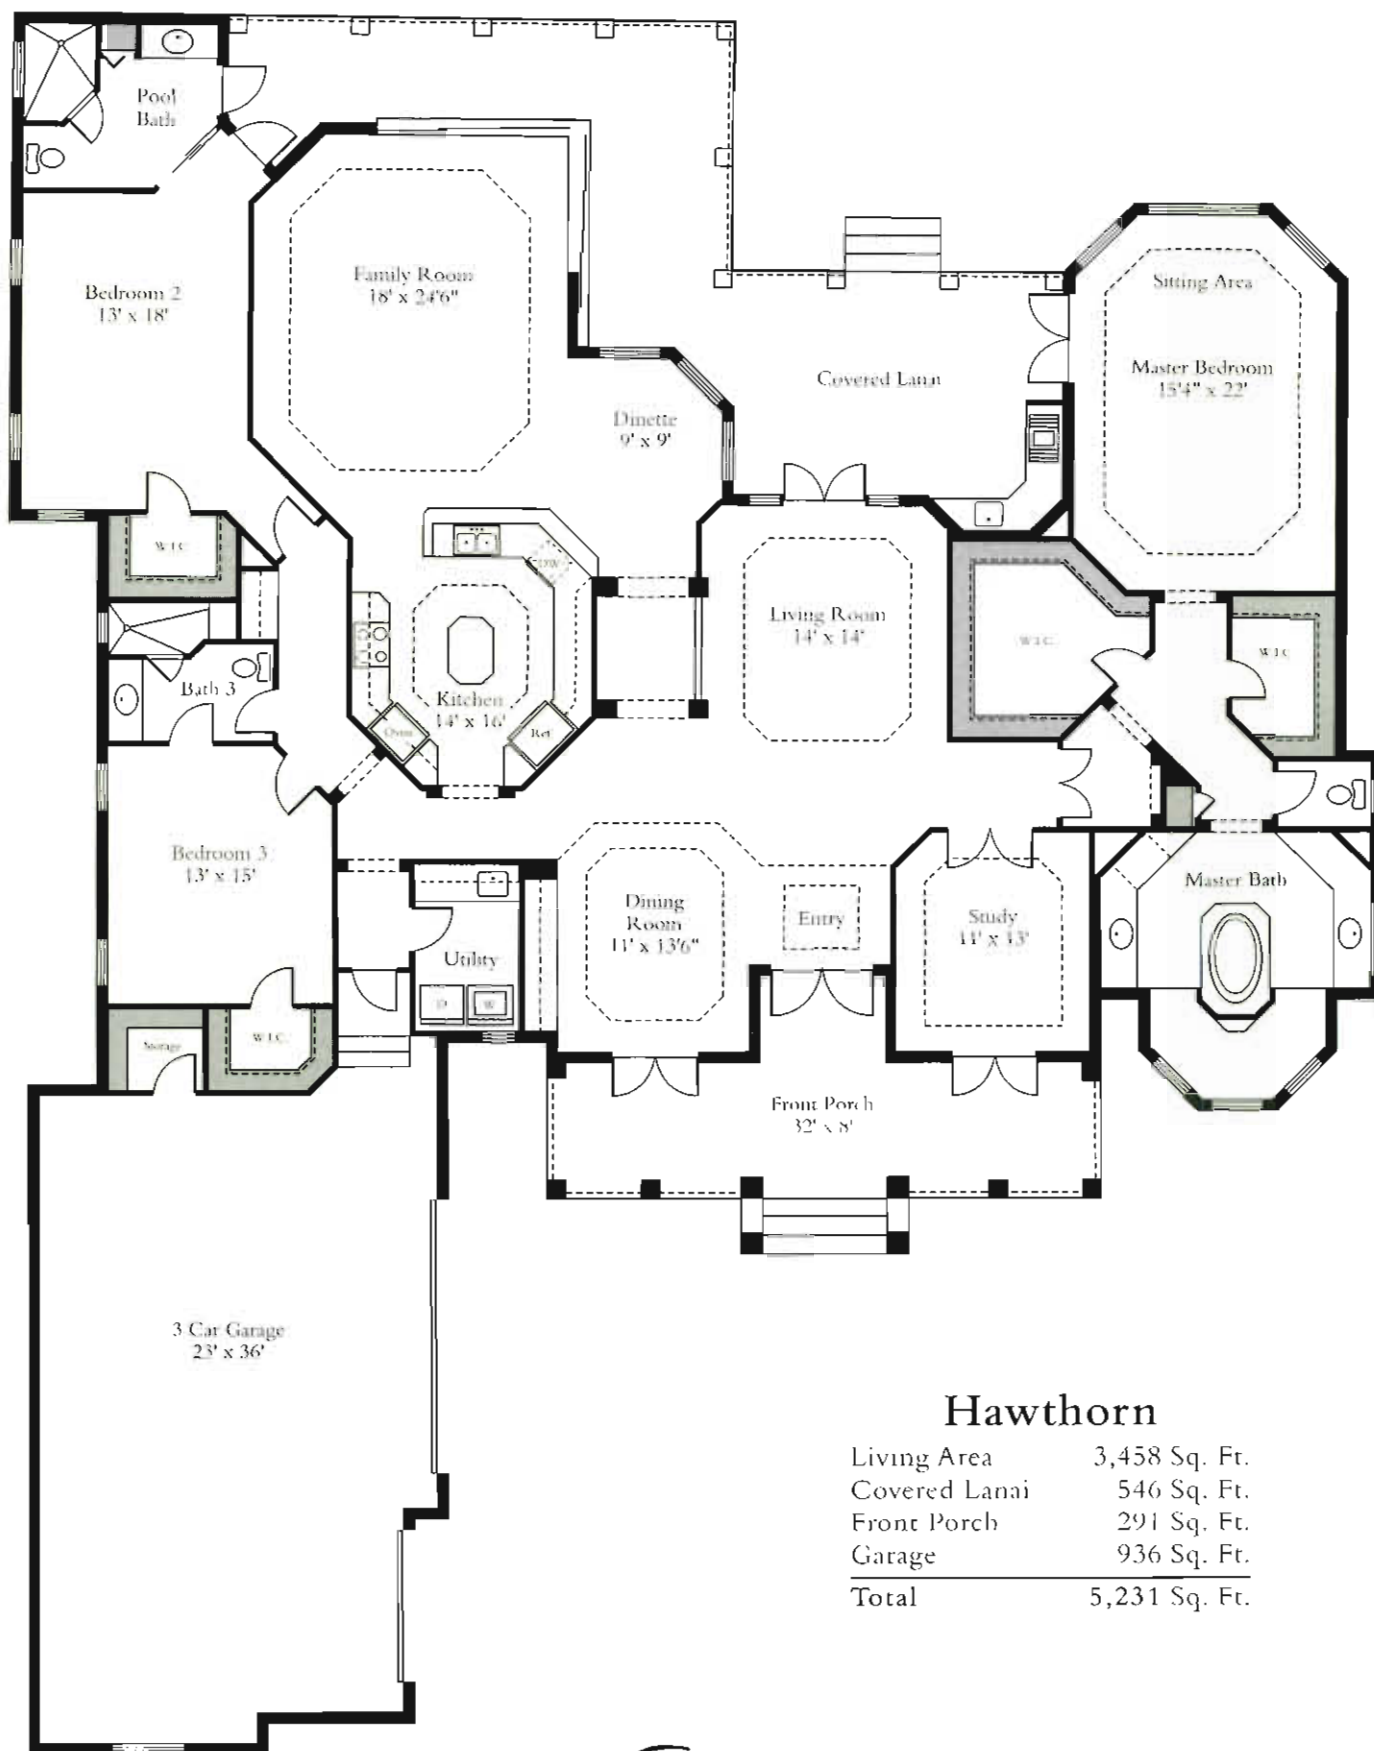 Pool
Bath
Bedroom 2
13' x 18'
Family Room
18' x 24'6"
Sitting Area
Master Bedroom
15'4" x 22'
Covered Lanai
Dinette
9' x 9'
W.I.C.
DW
Living Room
14' x 14'
W.I.C.
W.I.C.
Bath 3
Kitchen
14' x 16'
Oven
Ref
Bedroom 3
13' x 15'
Dining
Room
11' x 13'6"
Entry
Study
11' x 13'
Master Bath
Utility
D
W
Storage
W.I.C.
Front Porch
32' x 8'
3 Car Garage
23' x 36'
Hawthorn
Living Area 3,458 Sq. Ft.
Covered Lanai 546 Sq. Ft.
Front Porch 291 Sq. Ft.
Garage 936 Sq. Ft.
Total 5,231 Sq. Ft.